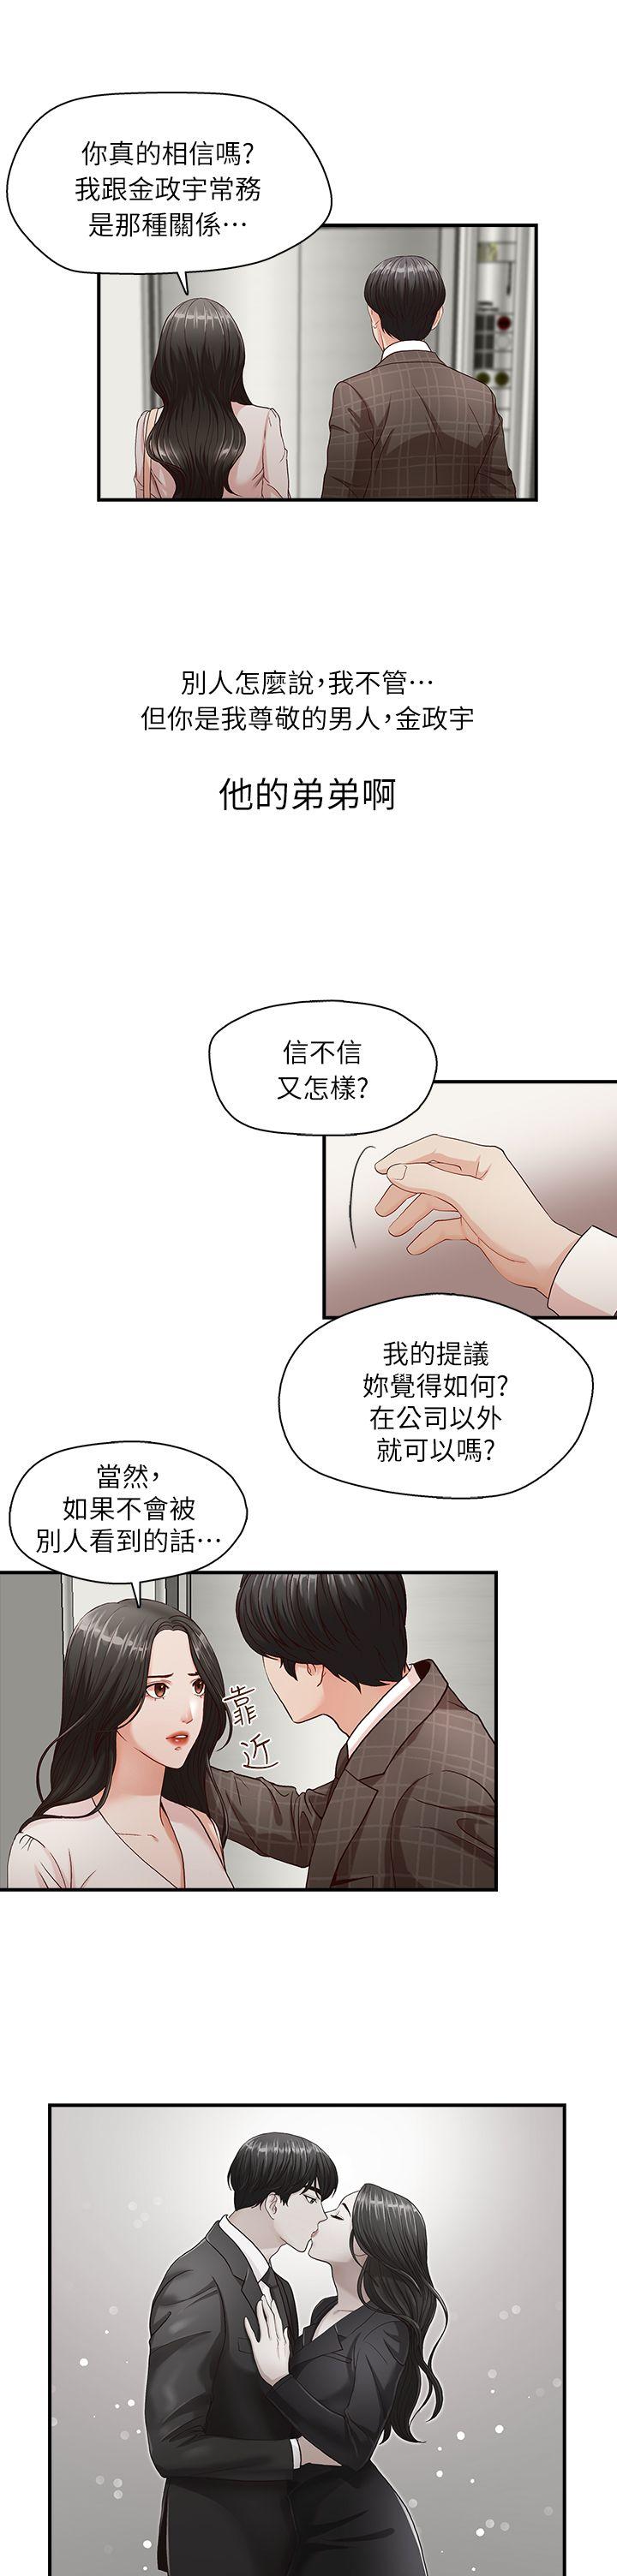 你真的相信嗎?
我跟金政宇常務
是那種關係…
別人怎麼說,我不管…
但你是我尊敬的男人,金政宇
他的弟弟啊
信不信
又怎樣?
我的提議
妳覺得如何?
在公司以外
就可以嗎?
當然,
如果不會被
別人看到的話…
靠近